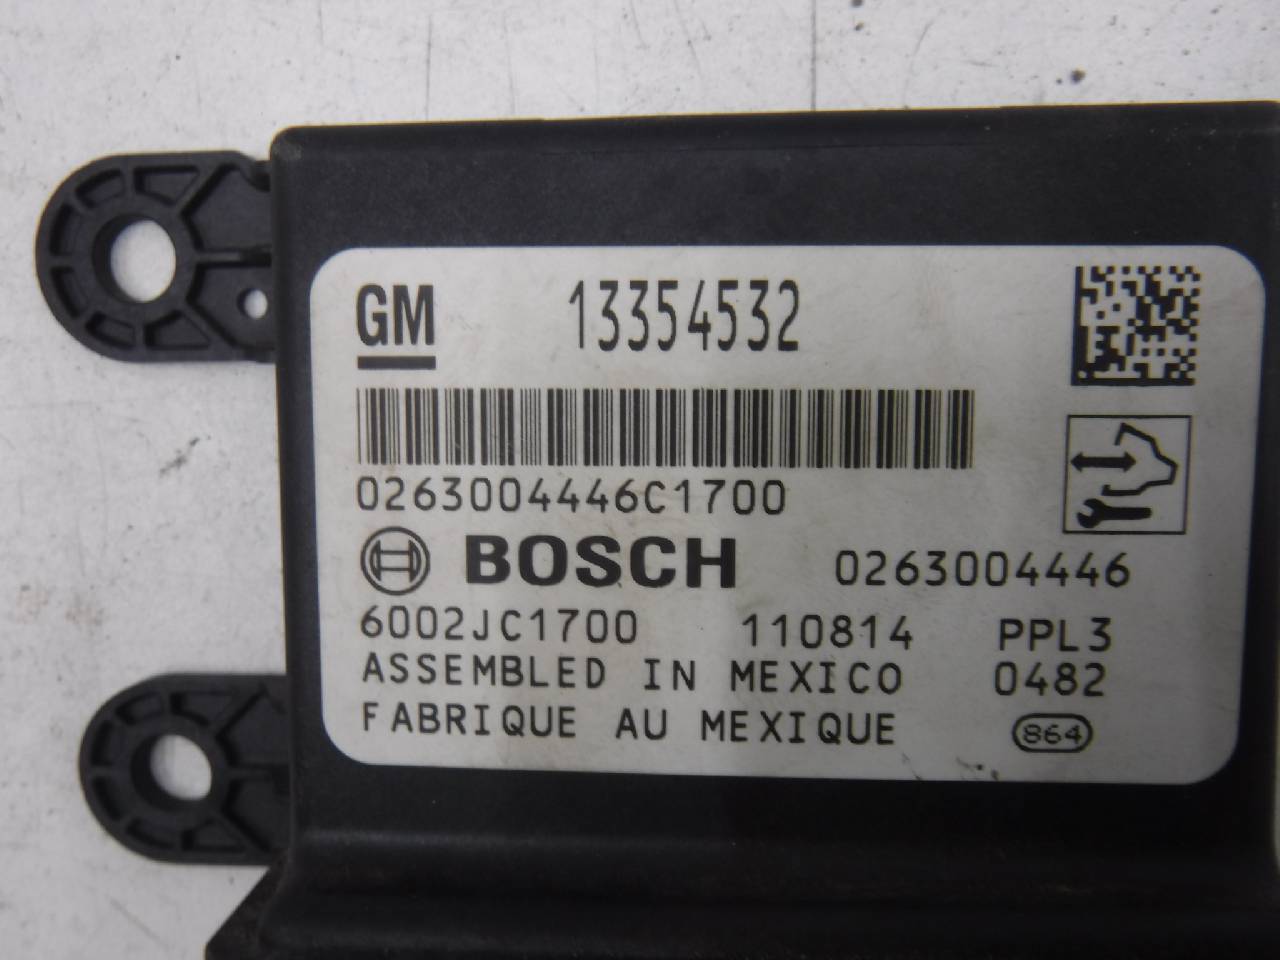 GM 13354532
0263004446C1700
BOSCH 0263004446
6002JC1700 110814 PPL3
ASSEMBLED IN MEXICO 0482
FABRIQUE AU MEXIQUE 864